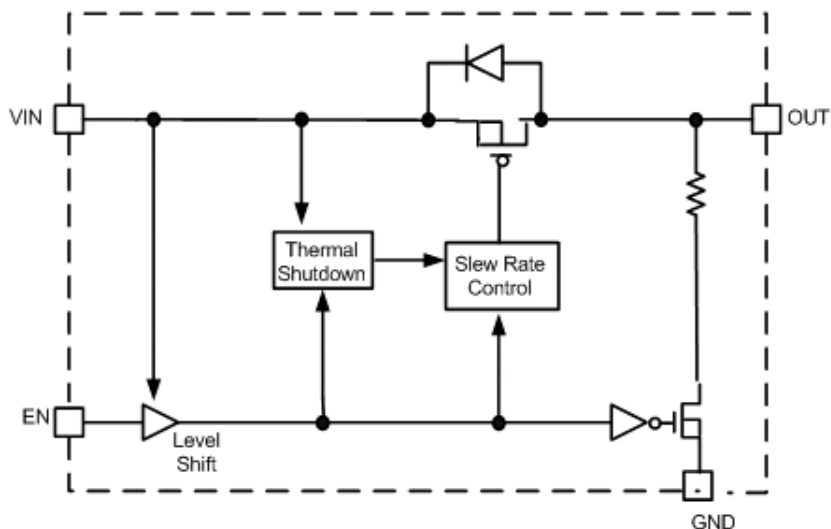 VIN
OUT
Thermal
Shutdown
Slew Rate
Control
EN
Level
Shift
GND